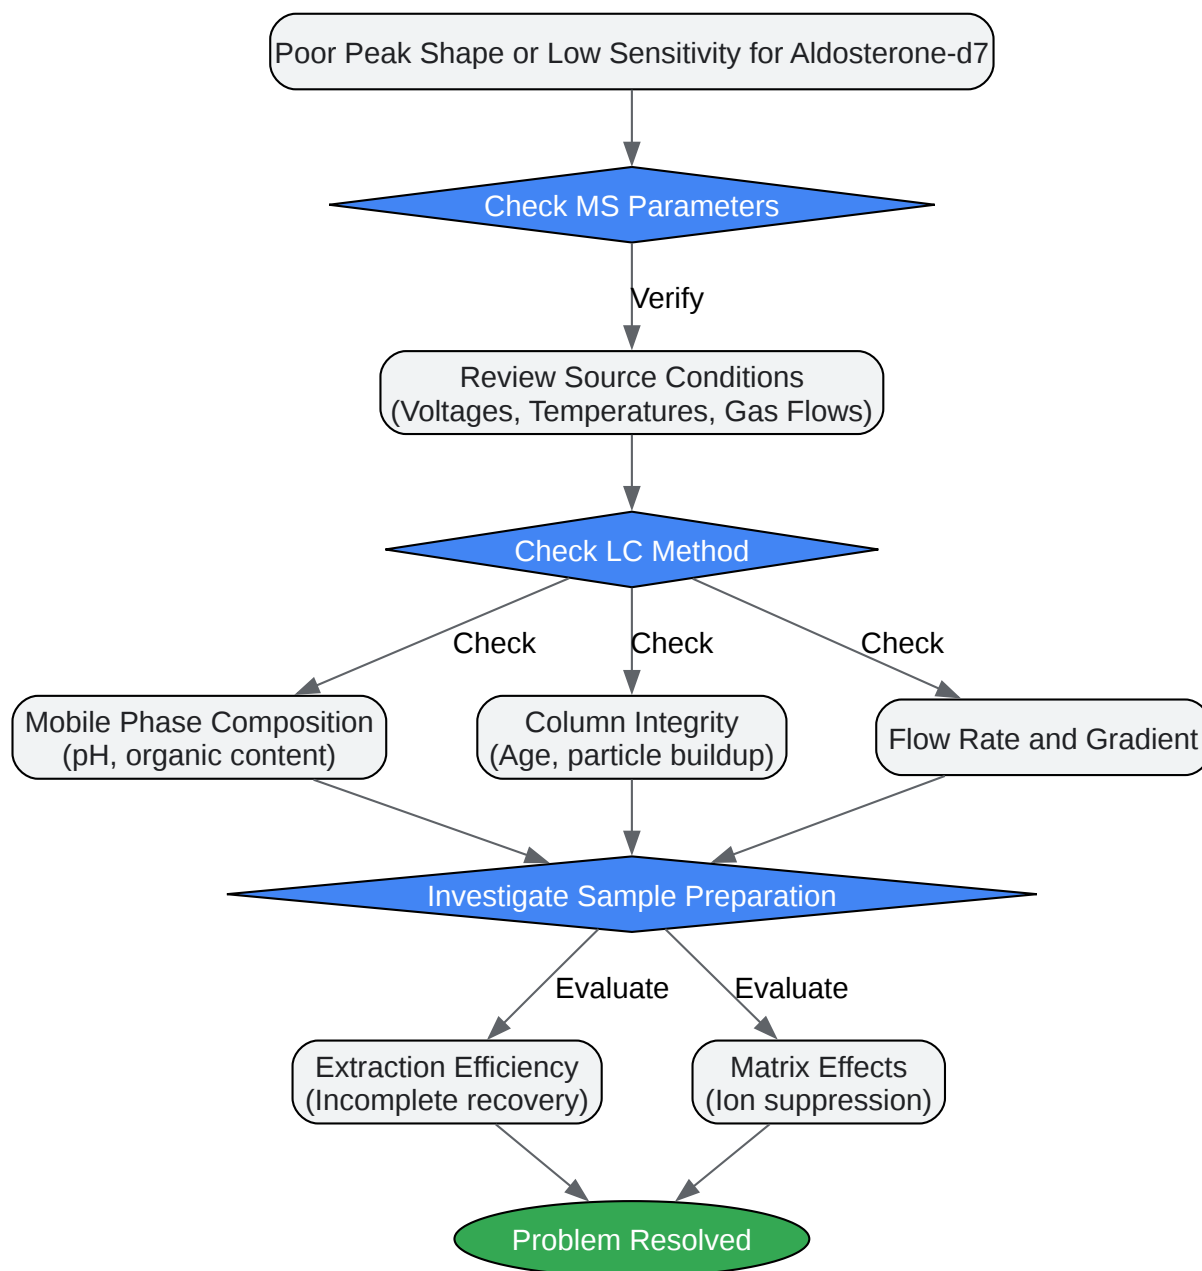 Poor Peak Shape or Low Sensitivity for Aldosterone-d7
Check MS Parameters
Verify
Review Source Conditions
(Voltages, Temperatures, Gas Flows)
Check LC Method
Check
Check
Check
Mobile Phase Composition
(pH, organic content)
Column Integrity
(Age, particle buildup)
Flow Rate and Gradient
Investigate Sample Preparation
Evaluate
Evaluate
Extraction Efficiency
(Incomplete recovery)
Matrix Effects
(Ion suppression)
Problem Resolved